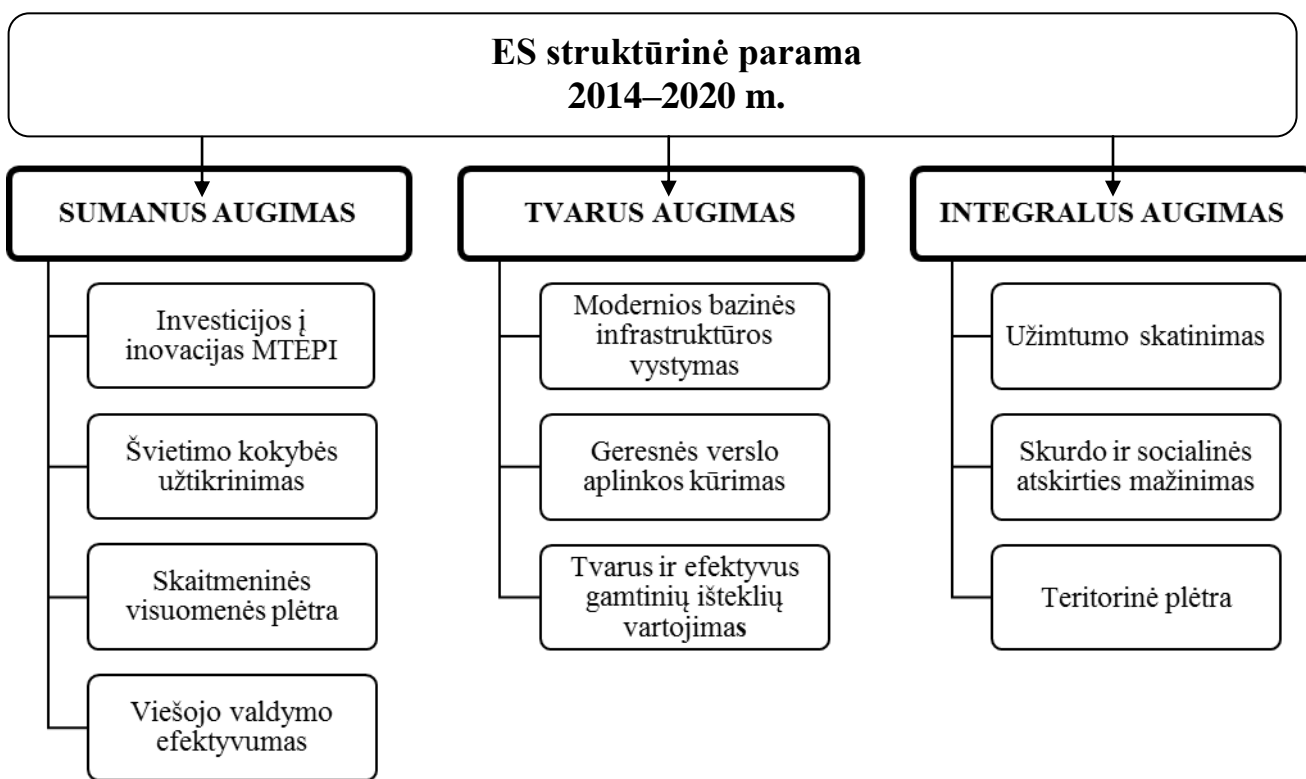 ES struktūrinė parama
2014–2020 m.
SUMANUS AUGIMAS
Investicijos į
inovacijas MTEPI
Švietimo kokybės
užtikrinimas
Skaitmeninės
visuomenės plėtra
Viešojo valdymo
efektyvumas
TVARUS AUGIMAS
Modernios bazinės
infrastruktūros
vystymas
Geresnės verslo
aplinkos kūrimas
Tvarus ir efektyvus
gamtinių išteklių
vartojimas
INTEGRALUS AUGIMAS
Užimtumo skatinimas
Skurdo ir socialinės
atskirties mažinimas
Teritorinė plėtra